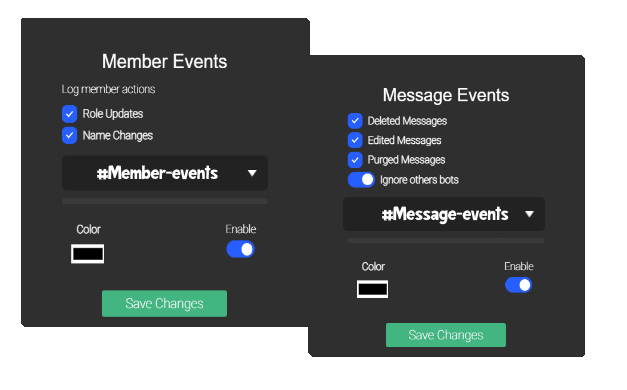 Member Events
Log member actions
Role Updates
Name Changes
#Member-events
Color
Enable
Save Changes
Message Events
Deleted Messages
Edited Messages
Purged Messages
Ignore others bots
#Message-events
Color
Enable
Save Changes